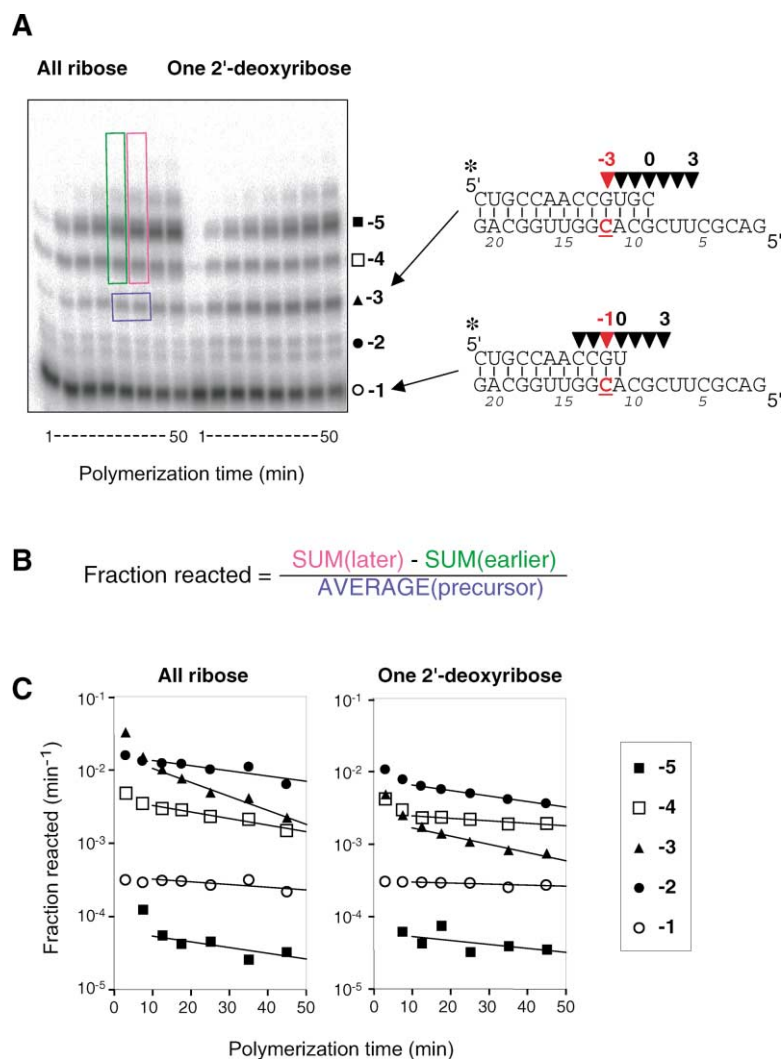 A
All ribose One 2'-deoxyribose
■-5
□-4
▲-3
●-2
○-1
1--------------------50 1--------------------50
Polymerization time (min)
-3 0 3
*
5'
CUGCCAACCGUGC
GACGGUUGGCACGCUUCGCAG
5'
20 15 10 5
-1 0 3
*
5'
CUGCCAACCGU
GACGGUUGGCACGCUUCGCAG
5'
20 15 10 5
B
Fraction reacted = SUM(later) - SUM(earlier)
AVERAGE(precursor)
C
All ribose One 2'-deoxyribose
Fraction reacted (min⁻¹)
10⁻¹
10⁻²
10⁻³
10⁻⁴
10⁻⁵
0 10 20 30 40 50
10⁻¹
10⁻²
10⁻³
10⁻⁴
10⁻⁵
0 10 20 30 40 50
Polymerization time (min)
■ -5
□ -4
▲ -3
● -2
○ -1